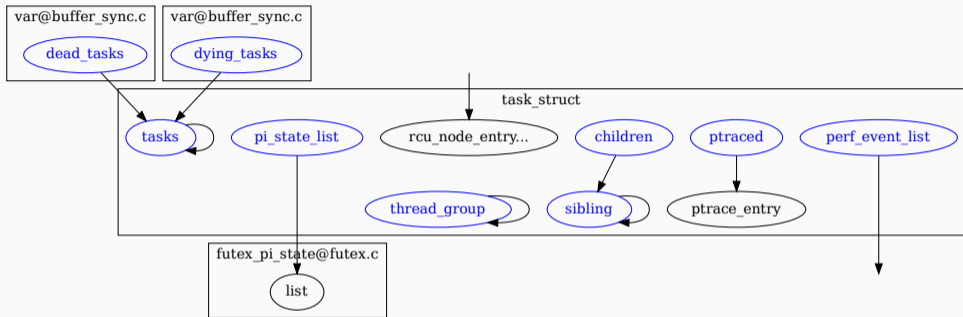 var@buffer_sync.c
var@buffer_sync.c
dead_tasks
dying_tasks
task_struct
tasks
pi_state_list
rcu_node_entry...
children
ptraced
perf_event_list
thread_group
sibling
ptrace_entry
futex_pi_state@futex.c
list